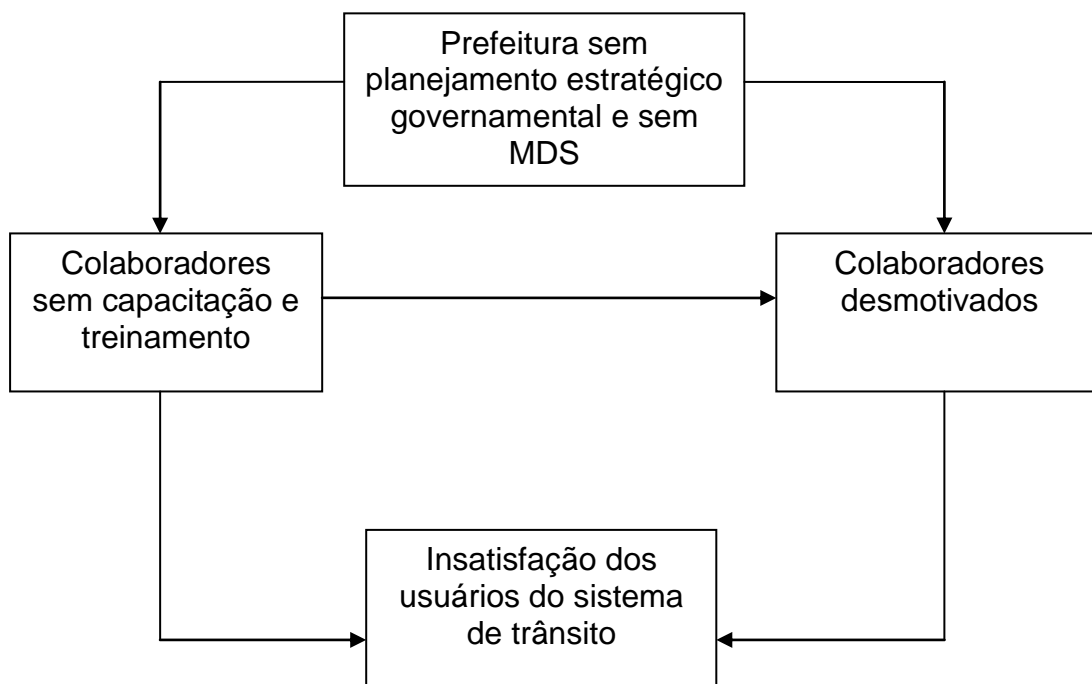 Prefeitura sem
planejamento estratégico
governamental e sem
MDS
Colaboradores
sem capacitação e
treinamento
Colaboradores
desmotivados
Insatisfação dos
usuários do sistema
de trânsito